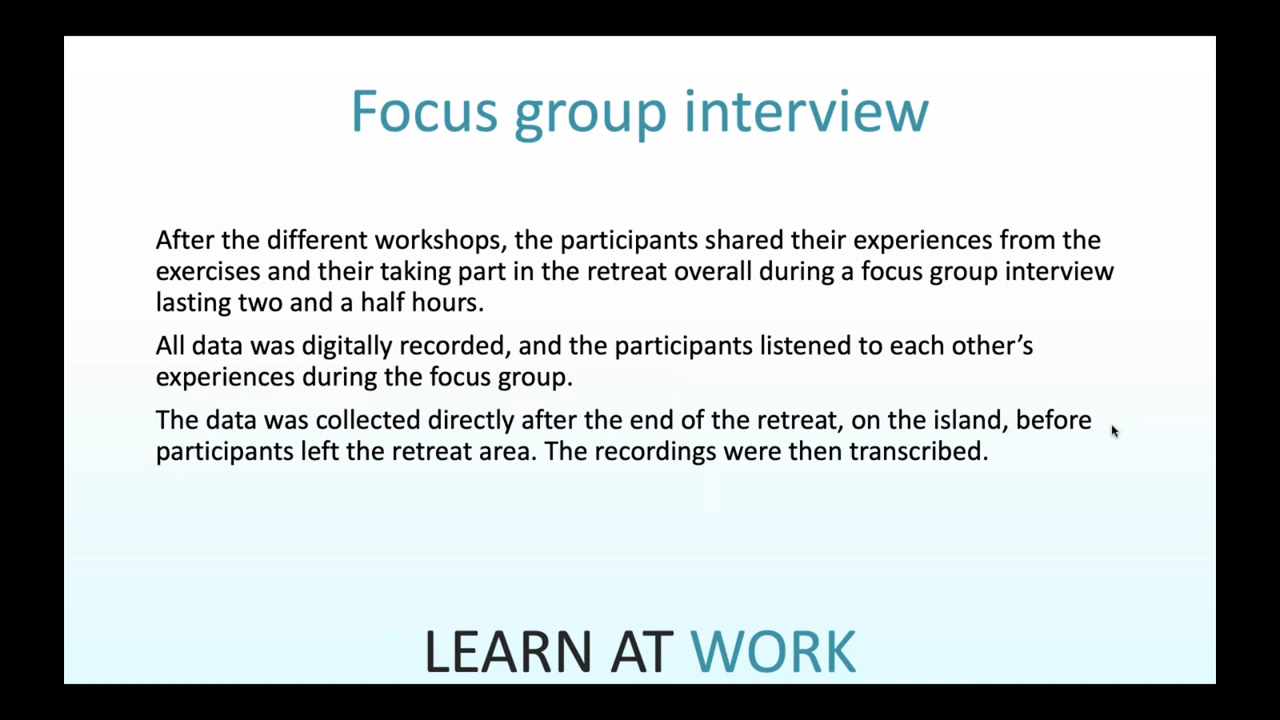 Focus group interview
After the different workshops, the participants shared their experiences from the
exercises and their taking part in the retreat overall during a focus group interview
lasting two and a half hours.
All data was digitally recorded, and the participants listened to each other’s
experiences during the focus group.
The data was collected directly after the end of the retreat, on the island, before
participants left the retreat area. The recordings were then transcribed.
LEARN AT WORK